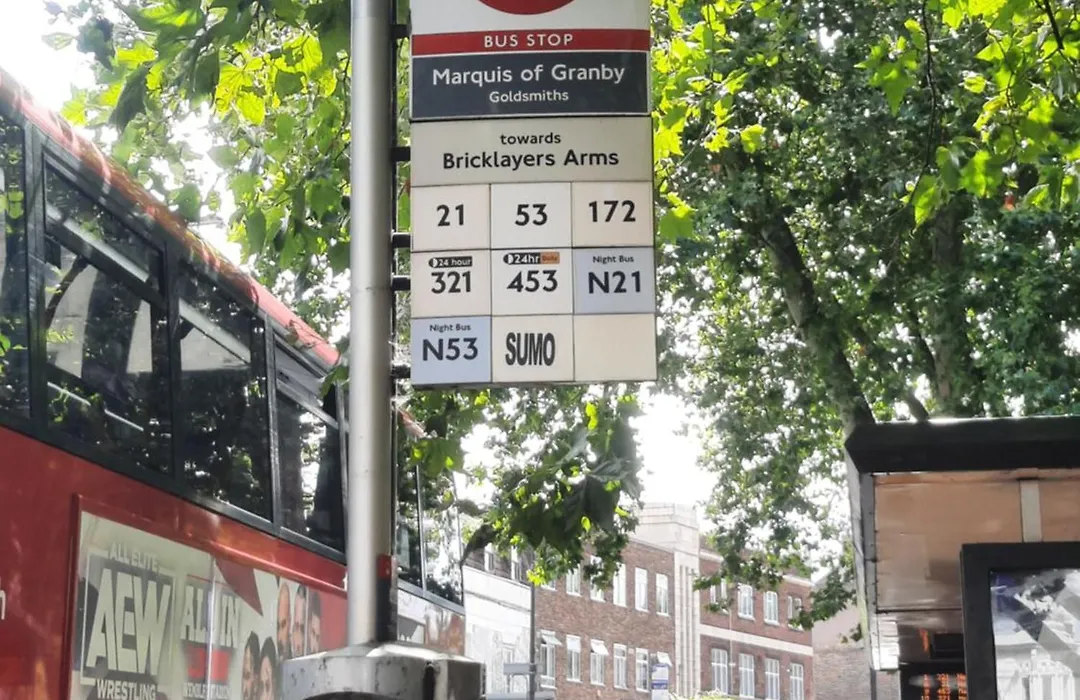 BUS STOP
Marquis of Granby
Goldsmiths
towards
Bricklayers Arms
21 53 172
24 hour 24hr Daily Night Bus
321 453 N21
Night Bus
N53 SUMO
ALL ELITE
AEW ALL IN
WRESTLING